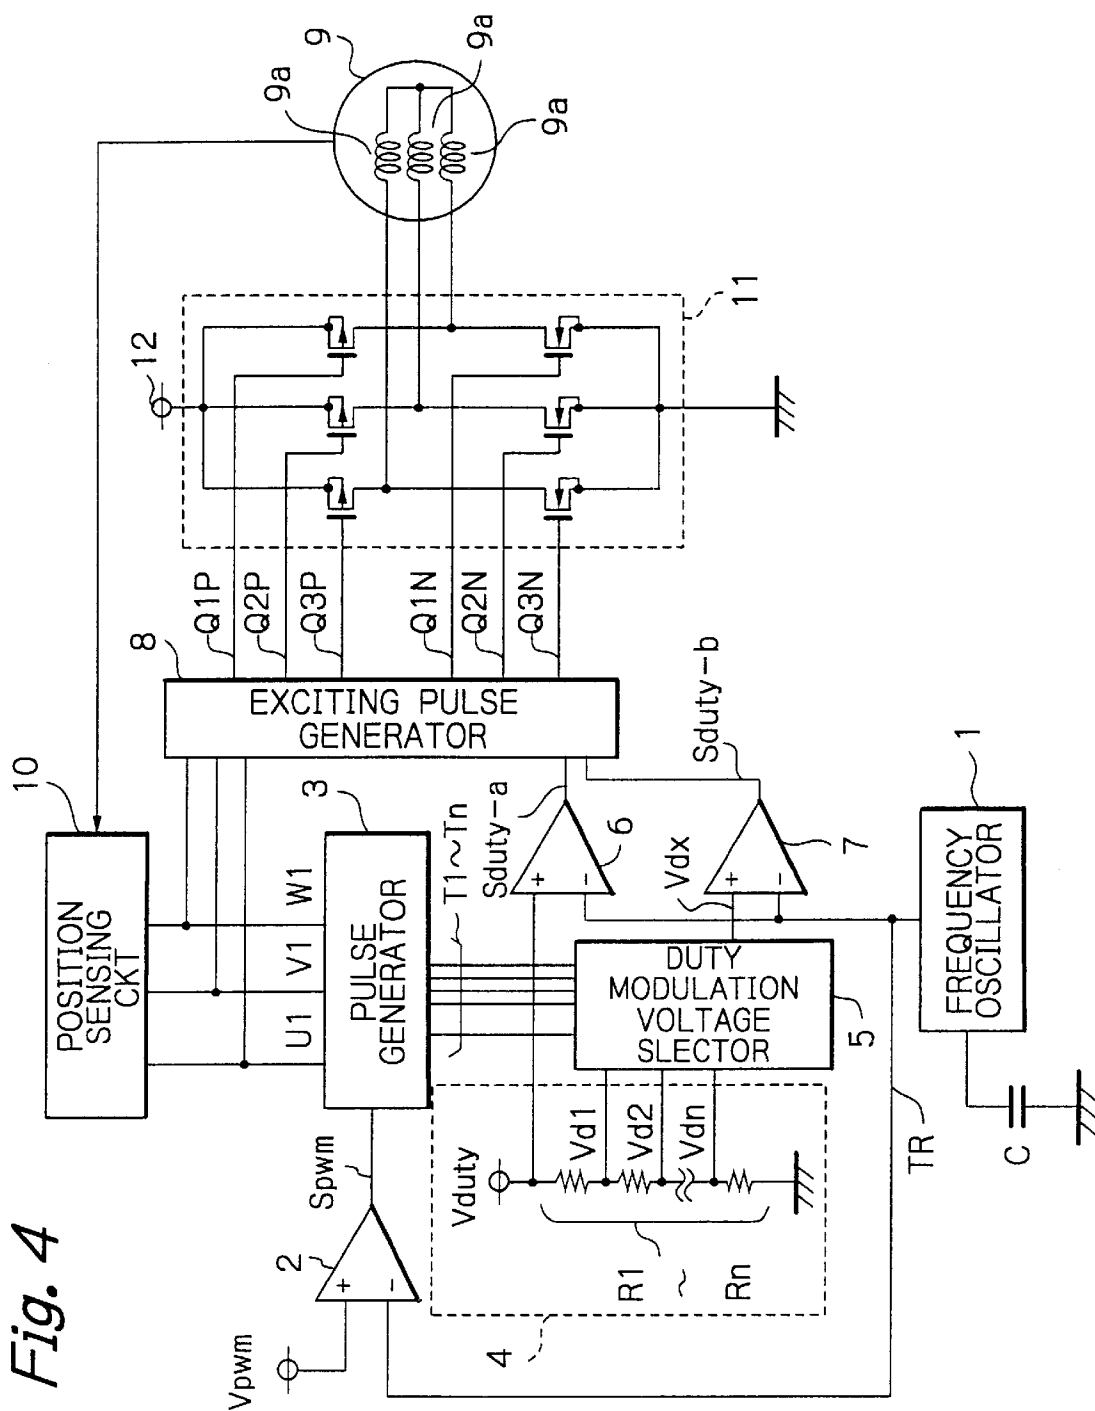 Fig. 4
10
POSITION
SENSING
CKT
U1
V1
W1
Vpwm
2
+
-
Spwm
3
PULSE
GENERATOR
T1~Tn
8
EXCITING PULSE
GENERATOR
Q1P
Q2P
Q3P
Q1N
Q2N
Q3N
12
11
9
9a
9a
9a
4
Vduty
R1
~
Rn
Vd1
Vd2
Vdn
5
DUTY
MODULATION
VOLTAGE
SLECTOR
Sduty-a
+
-
6
Vdx
+
-
7
Sduty-b
1
FREQUENCY
OSCILLATOR
C
TR